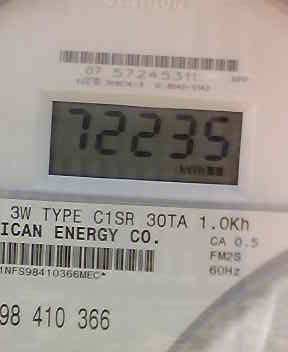 07 57245311
72235
kWh
3W TYPE C1SR 30TA 1.0Kh
ICAN ENERGY CO.
CA 0.5
FM2S
60Hz
1NFS98410366MEC*
98 410 366